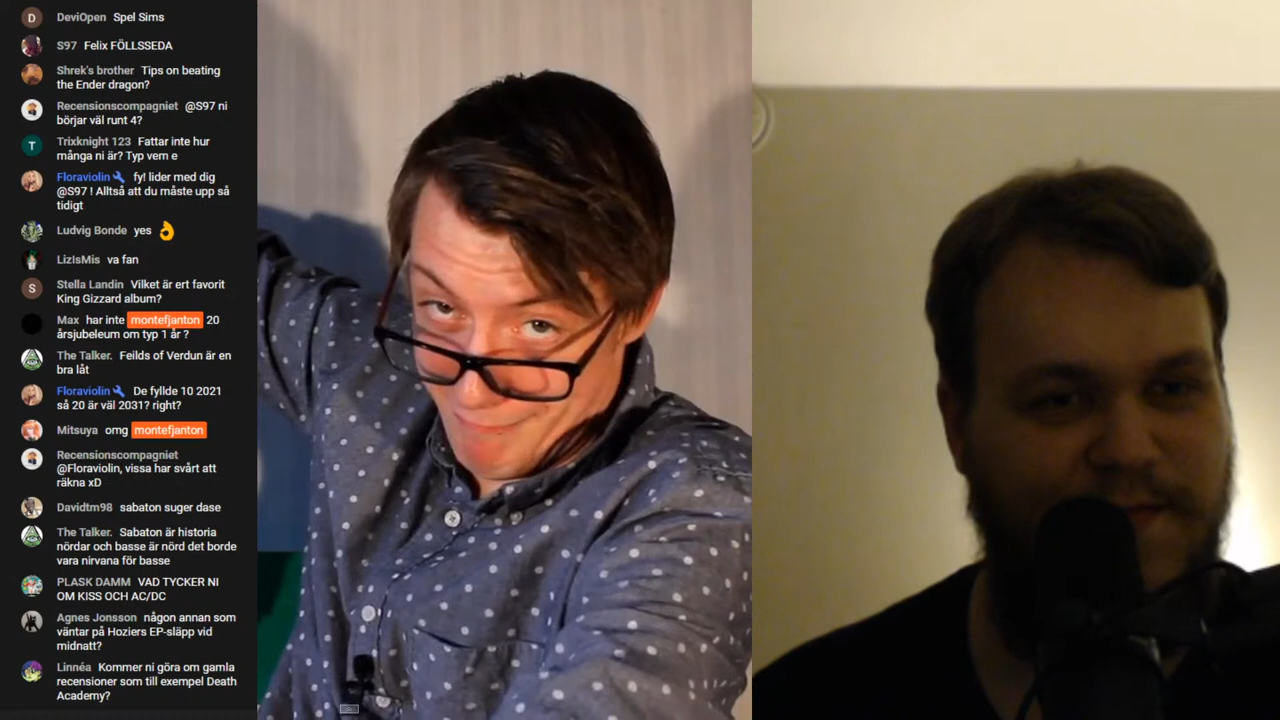 D DeviOpen Spel Sims
S97 Felix FÖLLSSEDA
Shrek's brother Tips on beating
the Ender dragon?
Recensionscompagniet @S97 ni
börjar väl runt 4?
T Trixknight 123 Fattar inte hur
många ni är? Typ vem e
Floraviolin fy! lider med dig
@S97 ! Alltså att du måste upp så
tidigt
Ludvig Bonde yes 👌
LizIsMis va fan
S Stella Landin Vilket är ert favorit
King Gizzard album?
Max har inte montefjanton 20
årsjubeleum om typ 1 år ?
The Talker. Feilds of Verdun är en
bra låt
Floraviolin De fyllde 10 2021
så 20 är väl 2031? right?
Mitsuya omg montefjanton
Recensionscompagniet
@Floraviolin, vissa har svårt att
räkna xD
Davidtm98 sabaton suger dase
The Talker. Sabaton är historia
nördar och basse är nörd det borde
vara nirvana för basse
PLASK DAMM VAD TYCKER NI
OM KISS OCH AC/DC
Agnes Jonsson någon annan som
väntar på Hoziers EP-släpp vid
midnatt?
Linnéa Kommer ni göra om gamla
recensioner som till exempel Death
Academy?